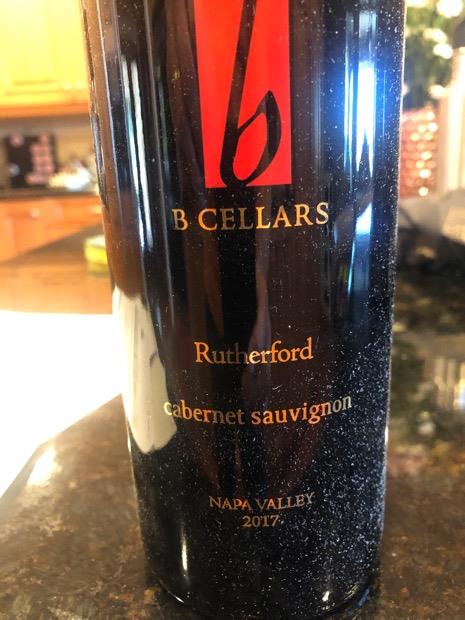 b
B CELLARS
Rutherford
cabernet sauvignon
NAPA VALLEY
2017